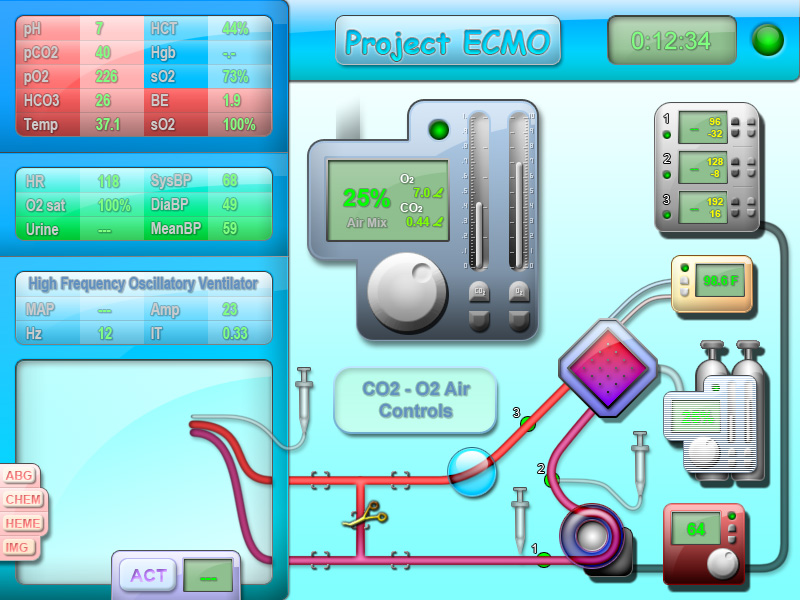 Project ECMO
0:12:34
pH 7 HCT 44%
pCO2 40 Hgb -.-
pO2 226 sO2 73%
HCO3 26 BE 1.9
Temp 37.1 sO2 100%
HR 118 SysBP 68
O2 sat 100% DiaBP 49
Urine --- MeanBP 59
High Frequency Oscillatory Ventilator
MAP --- Amp 23
Hz 12 IT 0.33
25%
Air Mix
O2
7.0
CO2
0.44
CO2
O2
1 96
-32
2 128
-8
3 192
16
98.6 F
CO2 - O2 Air
Controls
25%
3
2
1
64
ABG
CHEM
HEME
IMG
ACT ---